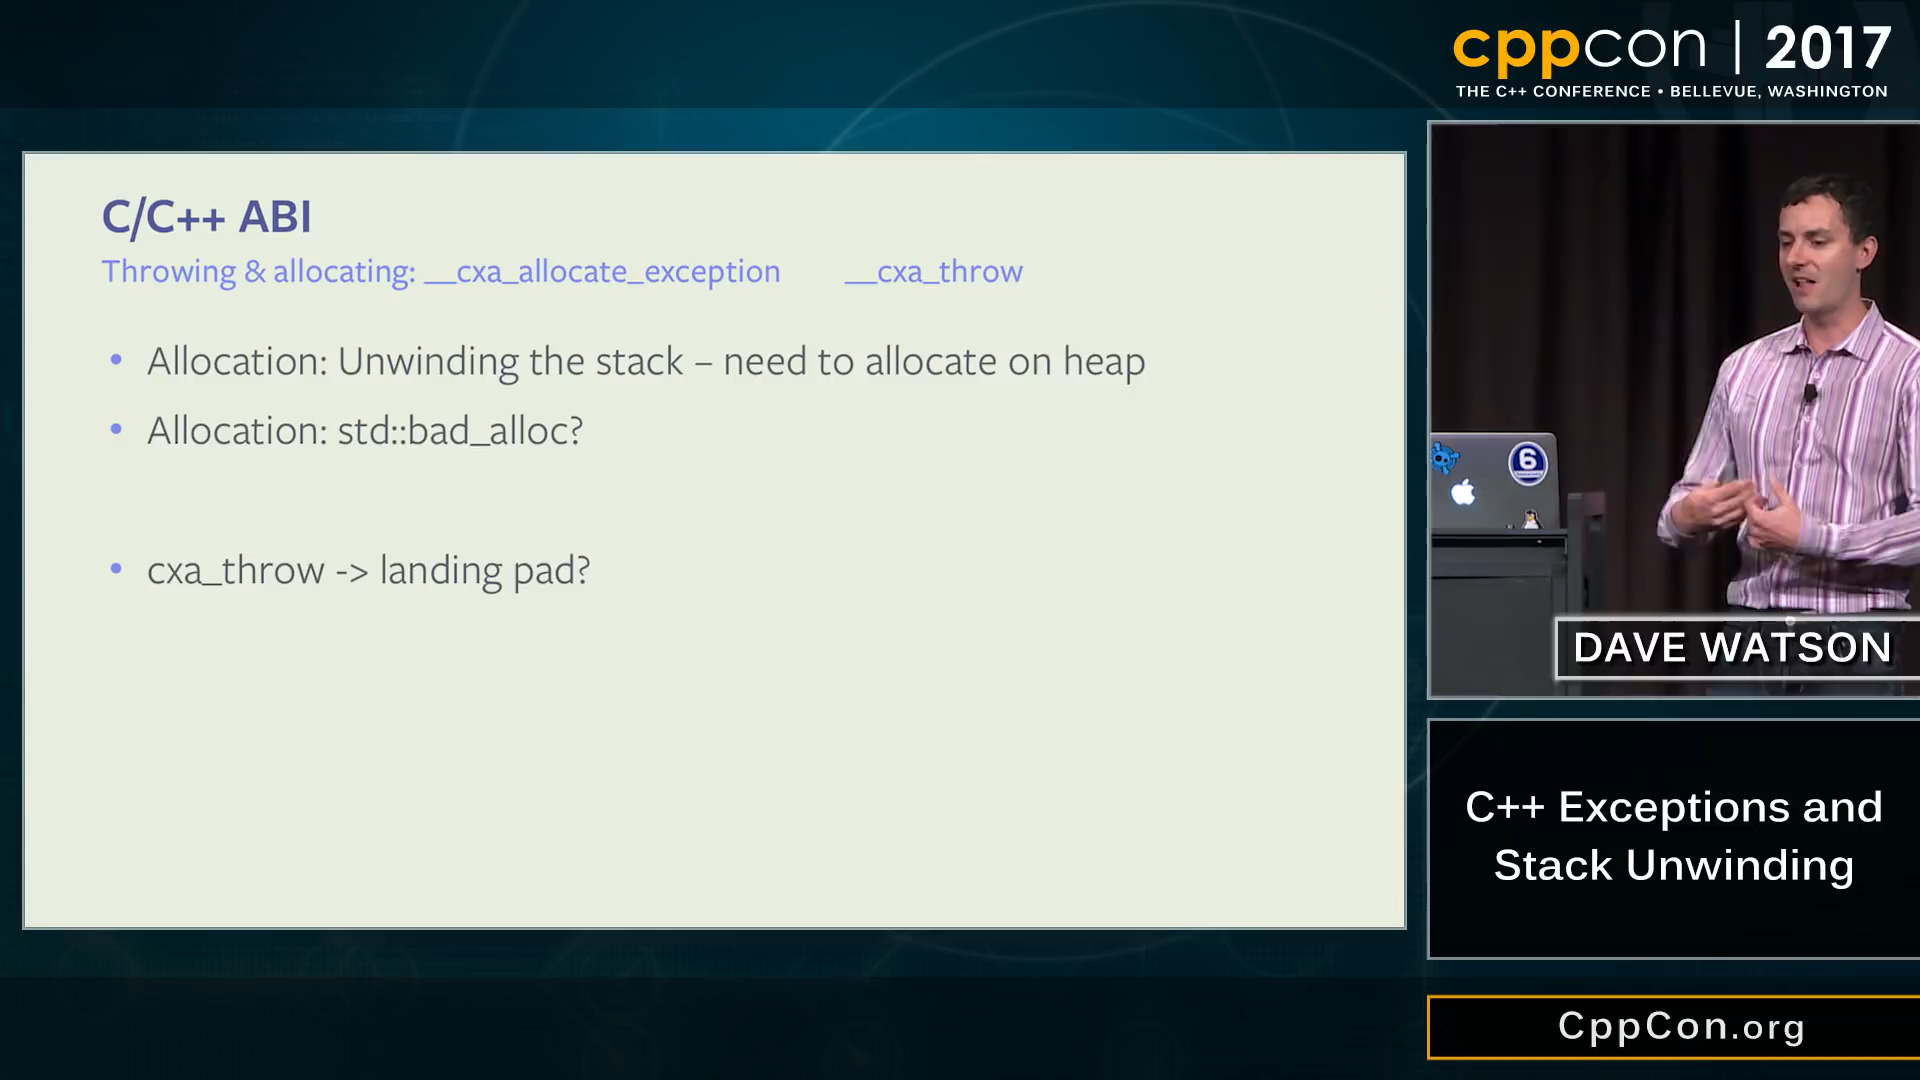 cppcon | 2017
THE C++ CONFERENCE • BELLEVUE, WASHINGTON
C/C++ ABI
Throwing & allocating: __cxa_allocate_exception __cxa_throw
• Allocation: Unwinding the stack – need to allocate on heap
• Allocation: std::bad_alloc?
• cxa_throw -> landing pad?
6
DAVE WATSON
C++ Exceptions and
Stack Unwinding
CppCon.org